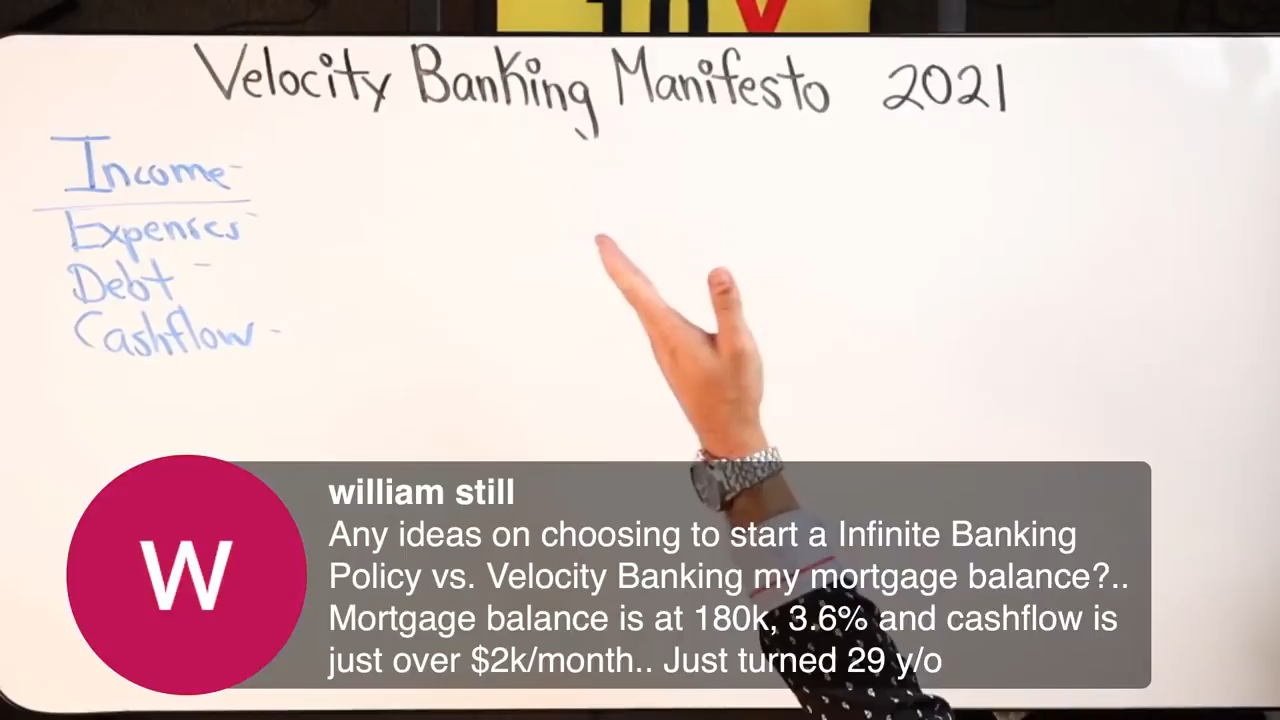 10X
Velocity Banking Manifesto 2021
Income -
Expenses -
Debt -
Cashflow -
W
william still
Any ideas on choosing to start a Infinite Banking
Policy vs. Velocity Banking my mortgage balance?..
Mortgage balance is at 180k, 3.6% and cashflow is
just over $2k/month.. Just turned 29 y/o